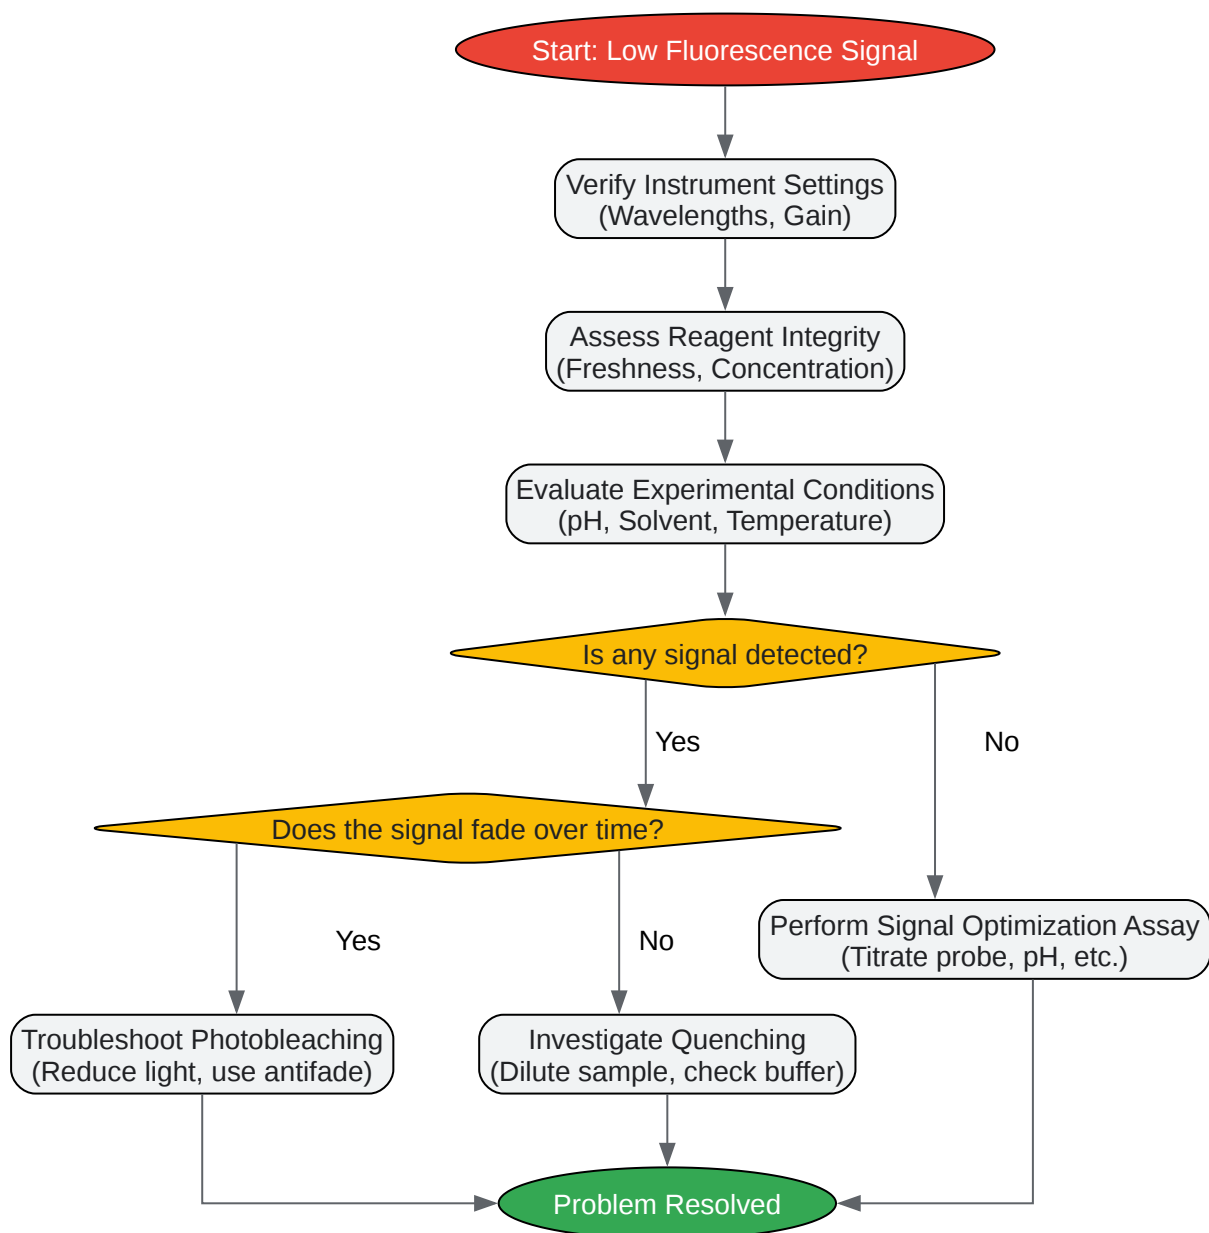 Start: Low Fluorescence Signal
Verify Instrument Settings
(Wavelengths, Gain)
Assess Reagent Integrity
(Freshness, Concentration)
Evaluate Experimental Conditions
(pH, Solvent, Temperature)
Is any signal detected?
Yes
No
Does the signal fade over time?
Yes
No
Perform Signal Optimization Assay
(Titrate probe, pH, etc.)
Troubleshoot Photobleaching
(Reduce light, use antifade)
Investigate Quenching
(Dilute sample, check buffer)
Problem Resolved